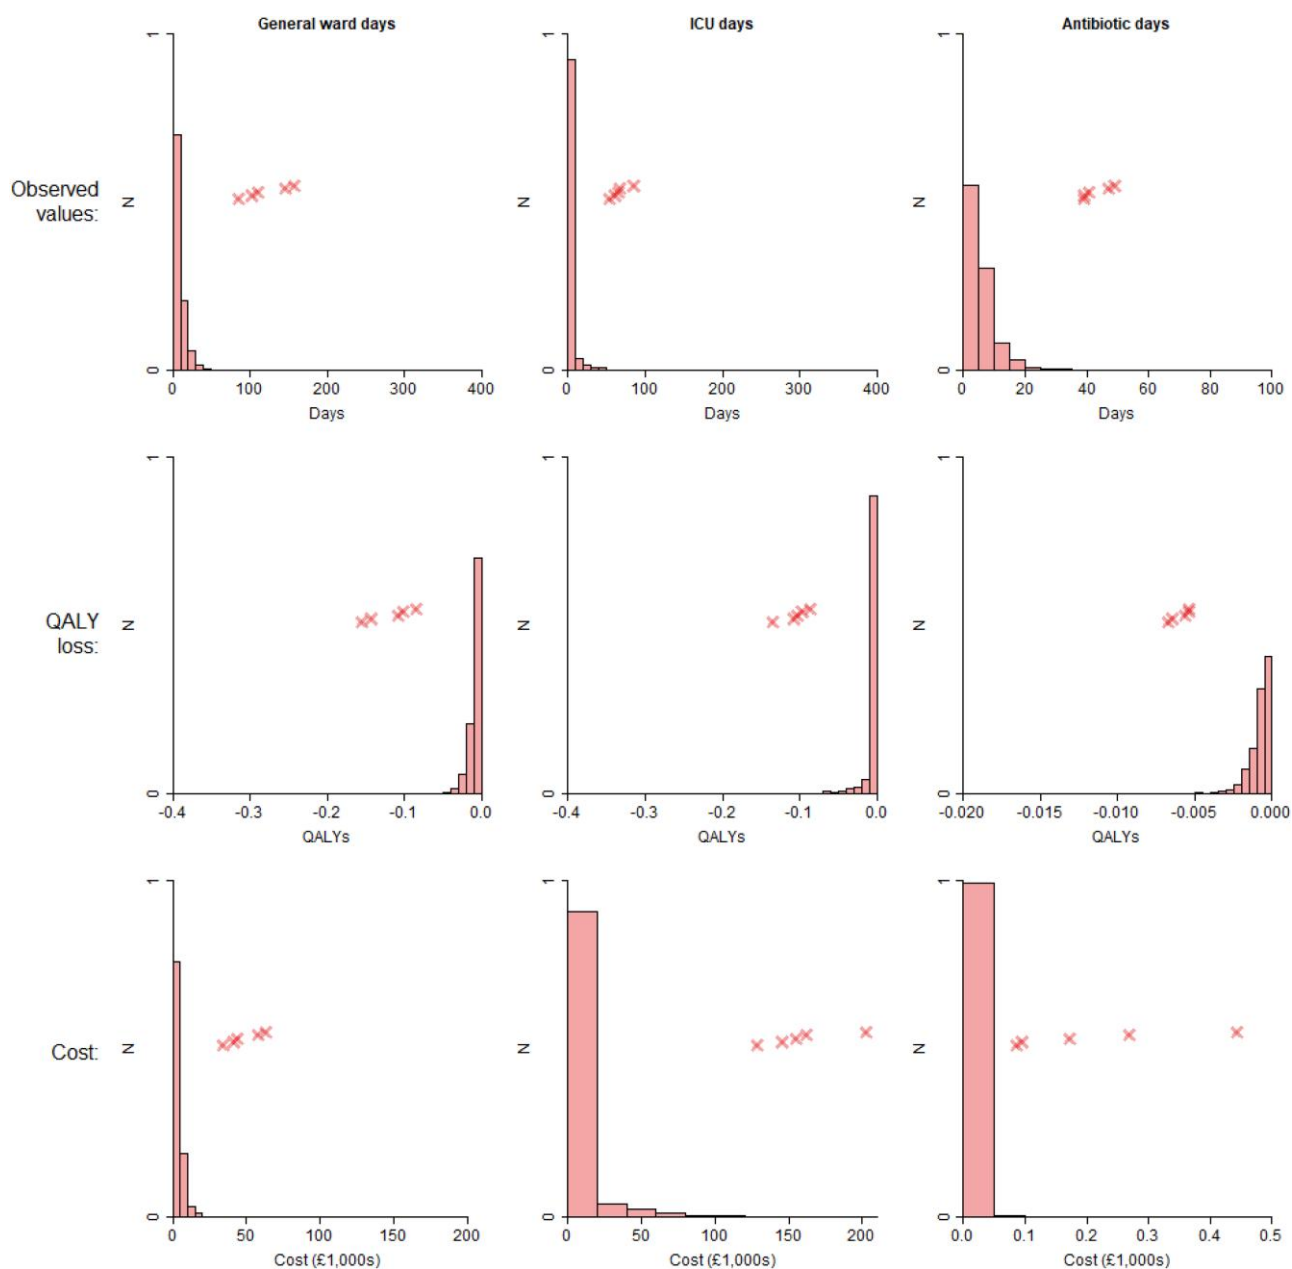 General ward days
ICU days
Antibiotic days
Observed
values:
N
1
0
0 100 200 300 400
Days
N
1
0
0 100 200 300 400
Days
N
1
0
0 20 40 60 80 100
Days
QALY
loss:
N
1
0
-0.4 -0.3 -0.2 -0.1 0.0
QALYs
N
1
0
-0.4 -0.3 -0.2 -0.1 0.0
QALYs
N
1
0
-0.020 -0.015 -0.010 -0.005 0.000
QALYs
Cost:
N
1
0
0 50 100 150 200
Cost (£1,000s)
N
1
0
0 50 100 150 200
Cost (£1,000s)
N
1
0
0.0 0.1 0.2 0.3 0.4 0.5
Cost (£1,000s)